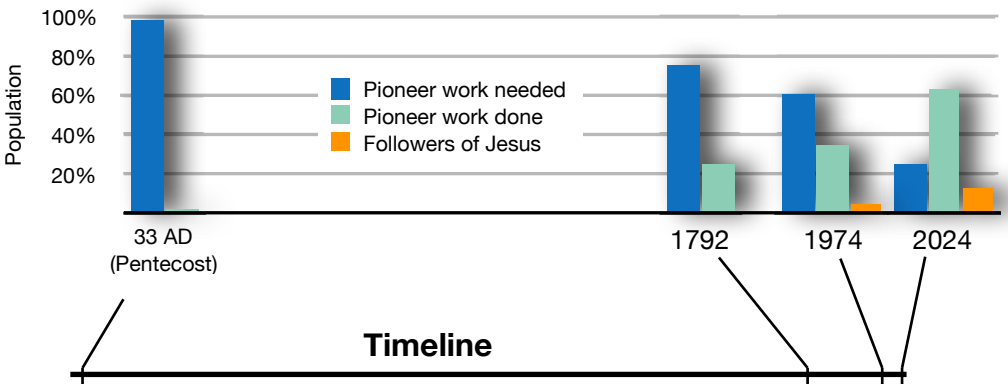 100%
80%
60%
40%
20%
Population
Pioneer work needed
Pioneer work done
Followers of Jesus
33 AD
(Pentecost)
1792
1974
2024
Timeline